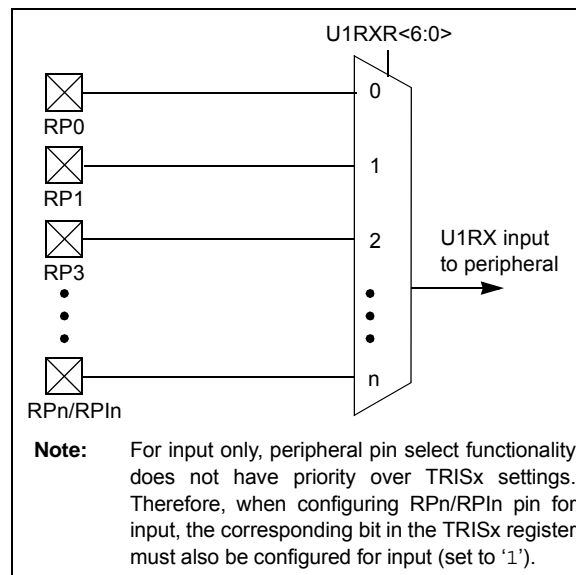 U1RXR<6:0>
RP0
0
RP1
1
RP3
2
U1RX input
to peripheral
RPn/RPIn
n
Note: For input only, peripheral pin select functionality
does not have priority over TRISx settings.
Therefore, when configuring RPn/RPIn pin for
input, the corresponding bit in the TRISx register
must also be configured for input (set to ‘1’).